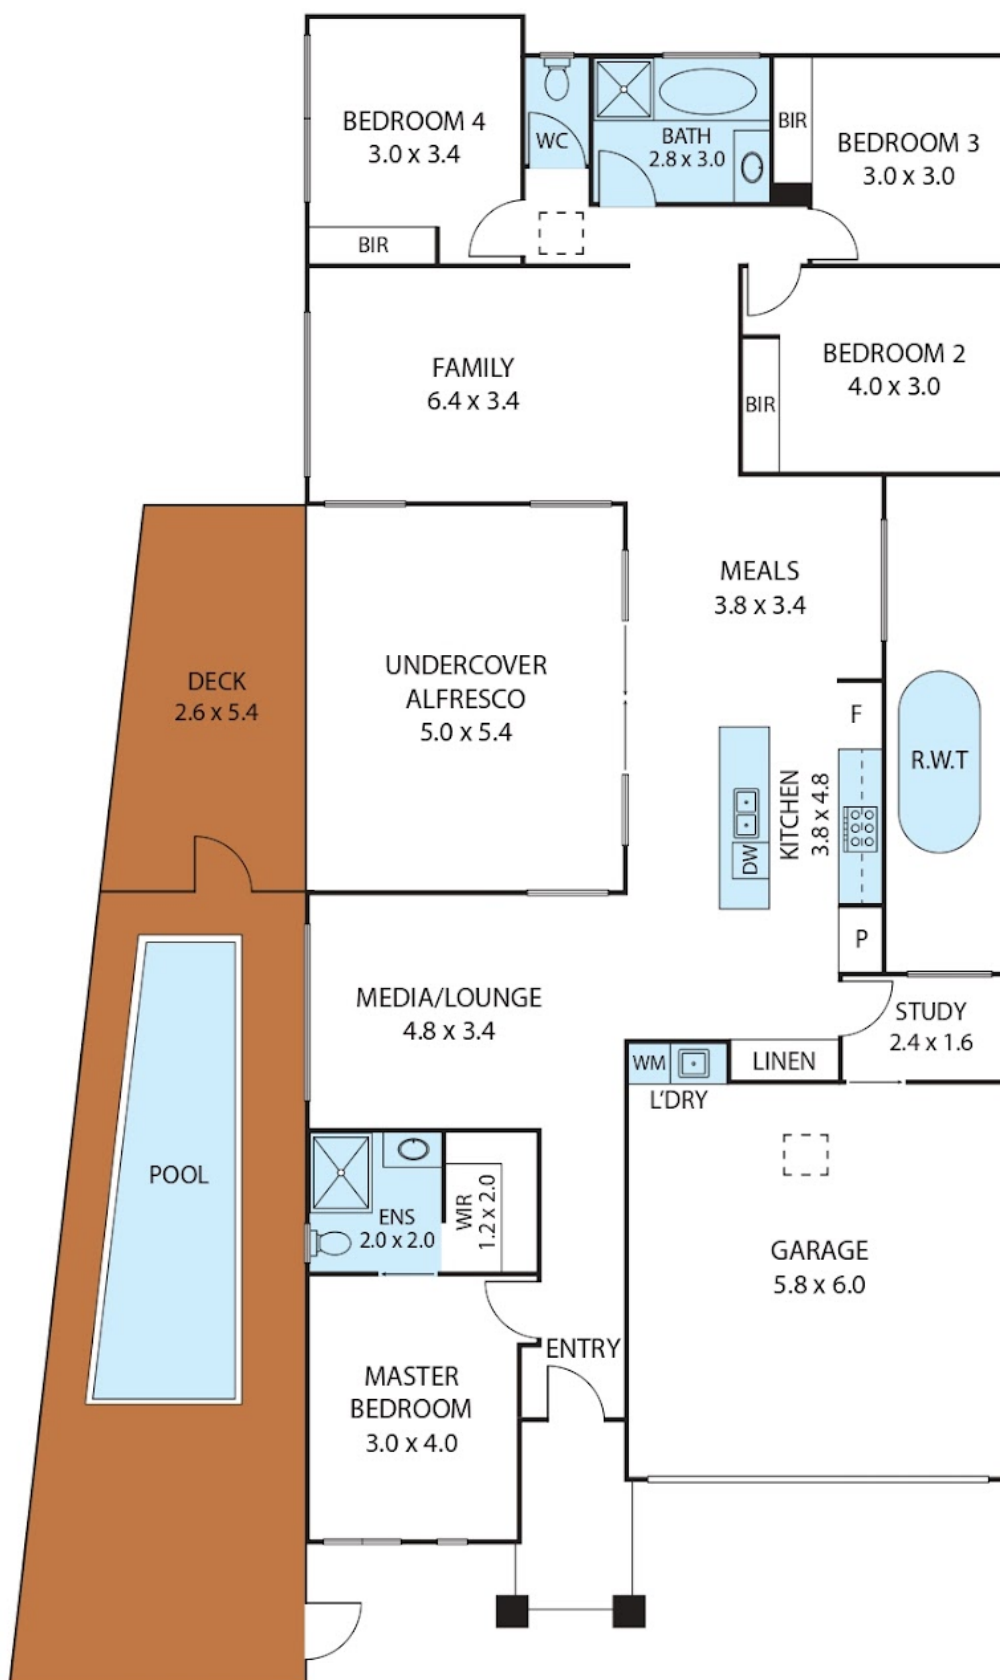 BEDROOM 4
3.0 x 3.4
BIR
WC
BATH
2.8 x 3.0
BIR
BEDROOM 3
3.0 x 3.0
FAMILY
6.4 x 3.4
BEDROOM 2
4.0 x 3.0
BIR
MEALS
3.8 x 3.4
DECK
2.6 x 5.4
UNDERCOVER
ALFRESCO
5.0 x 5.4
F
R.W.T
KITCHEN
3.8 x 4.8
DW
P
MEDIA/LOUNGE
4.8 x 3.4
STUDY
2.4 x 1.6
WM
LINEN
L'DRY
POOL
ENS
2.0 x 2.0
WIR
1.2 x 2.0
GARAGE
5.8 x 6.0
ENTRY
MASTER
BEDROOM
3.0 x 4.0